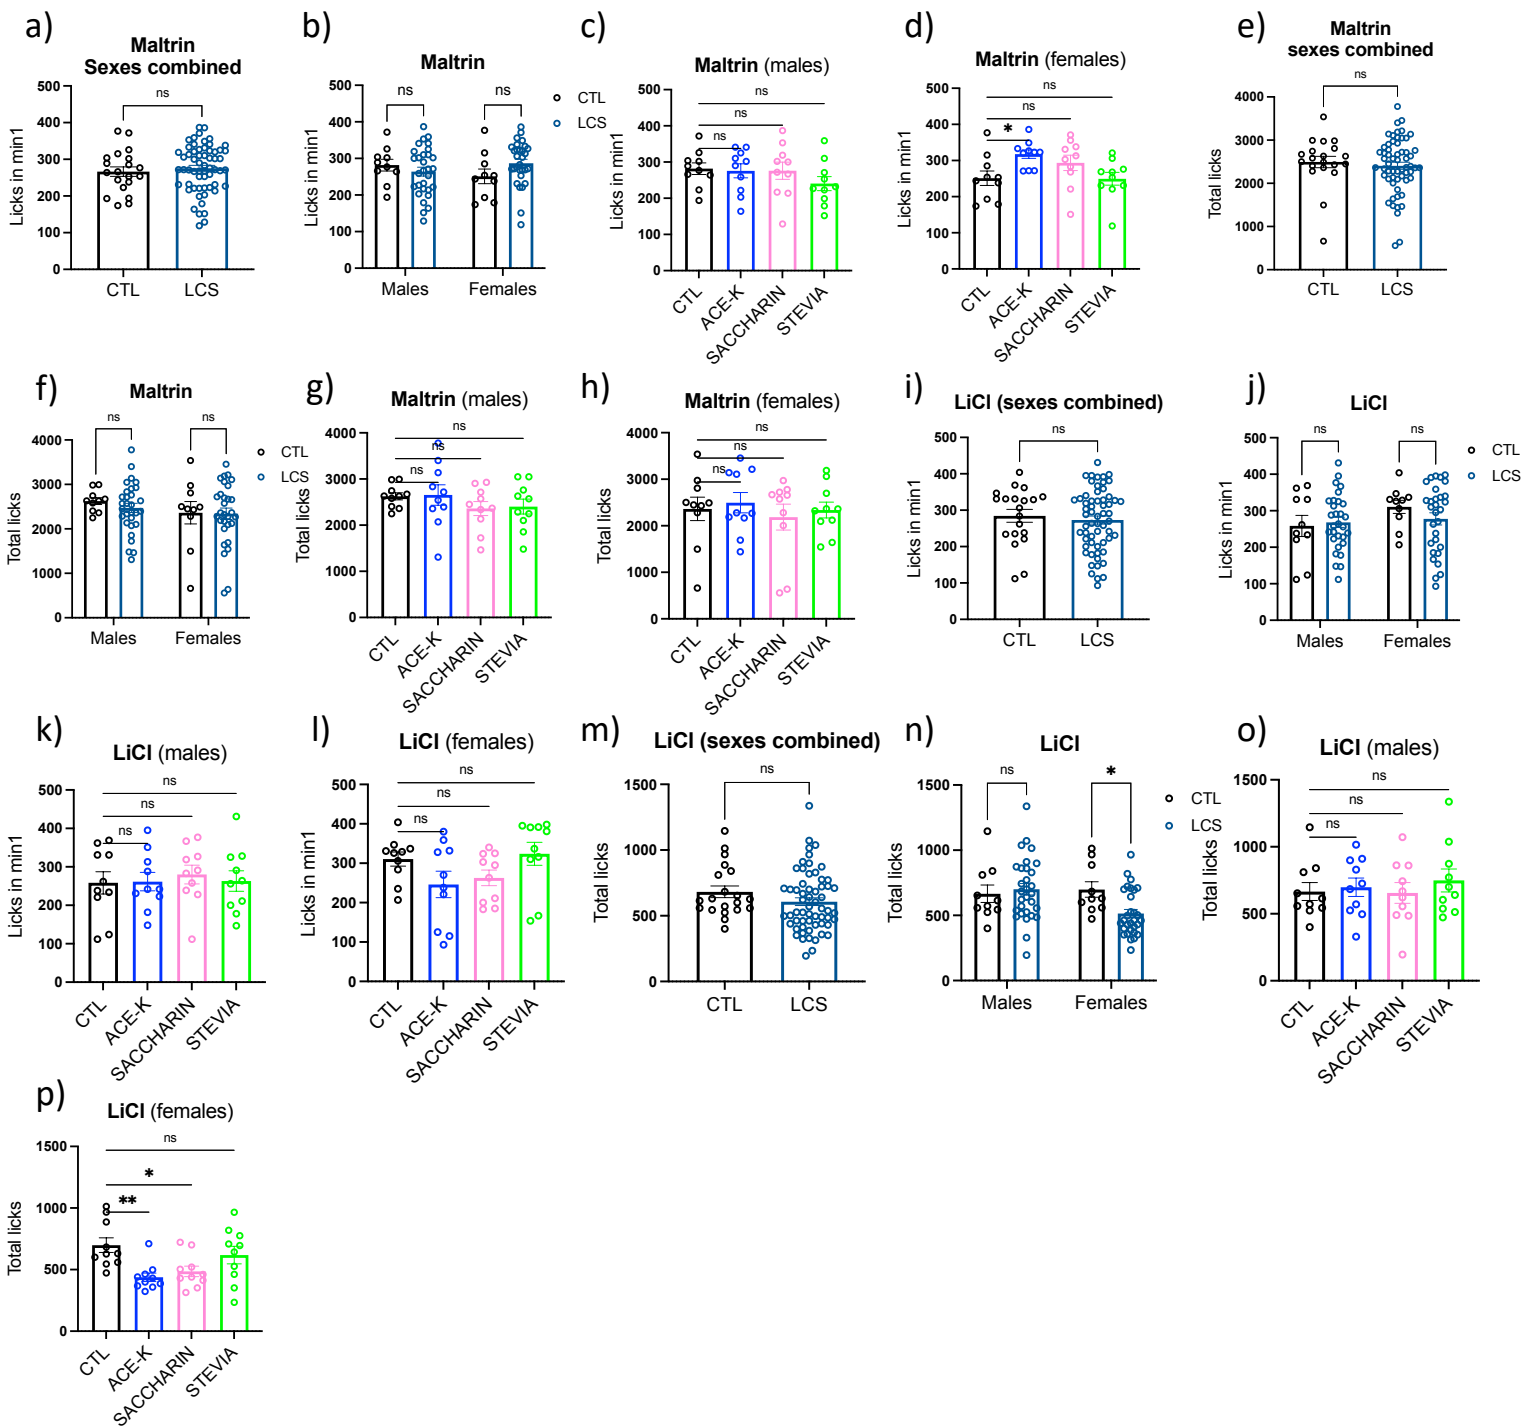 a)
Maltrin
Sexes combined
ns
Licks in min1
500
400
300
200
100
0
CTL
LCS
b)
Maltrin
ns
ns
CTL
LCS
Licks in min1
500
400
300
200
100
0
Males
Females
c)
Maltrin (males)
ns
ns
ns
Licks in min1
500
400
300
200
100
0
CTL
ACE-K
SACCHARIN
STEVIA
d)
Maltrin (females)
ns
ns
*
Licks in min1
500
400
300
200
100
0
CTL
ACE-K
SACCHARIN
STEVIA
e)
Maltrin
sexes combined
ns
Total licks
4000
3000
2000
1000
0
CTL
LCS
f)
Maltrin
ns
ns
CTL
LCS
Total licks
4000
3000
2000
1000
0
Males
Females
g)
Maltrin (males)
ns
ns
ns
Total licks
4000
3000
2000
1000
0
CTL
ACE-K
SACCHARIN
STEVIA
h)
Maltrin (females)
ns
ns
ns
Total licks
4000
3000
2000
1000
0
CTL
ACE-K
SACCHARIN
STEVIA
i)
LiCl (sexes combined)
ns
Licks in min1
500
400
300
200
100
0
CTL
LCS
j)
LiCl
ns
ns
CTL
LCS
Licks in min1
500
400
300
200
100
0
Males
Females
k)
LiCl (males)
ns
ns
ns
Licks in min1
500
400
300
200
100
0
CTL
ACE-K
SACCHARIN
STEVIA
l)
LiCl (females)
ns
ns
ns
Licks in min1
500
400
300
200
100
0
CTL
ACE-K
SACCHARIN
STEVIA
m)
LiCl (sexes combined)
ns
Total licks
1500
1000
500
0
CTL
LCS
n)
LiCl
ns
*
CTL
LCS
Total licks
1500
1000
500
0
Males
Females
o)
LiCl (males)
ns
ns
ns
Total licks
1500
1000
500
0
CTL
ACE-K
SACCHARIN
STEVIA
p)
LiCl (females)
ns
*
**
Total licks
1500
1000
500
0
CTL
ACE-K
SACCHARIN
STEVIA